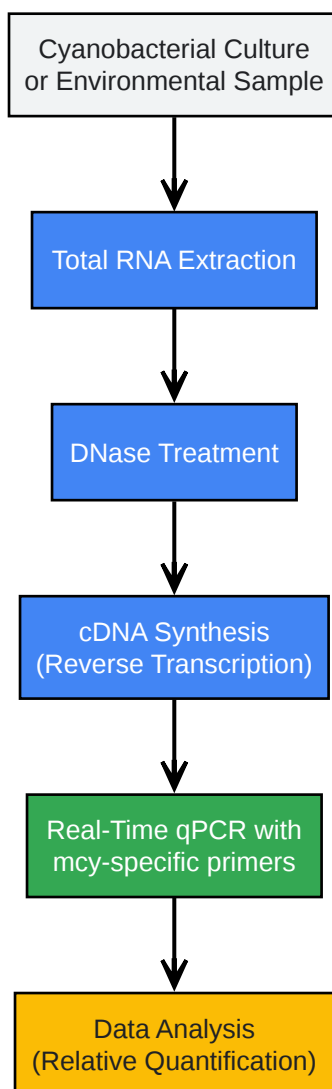 Cyanobacterial Culture
or Environmental Sample
Total RNA Extraction
DNase Treatment
cDNA Synthesis
(Reverse Transcription)
Real-Time qPCR with
mcy-specific primers
Data Analysis
(Relative Quantification)